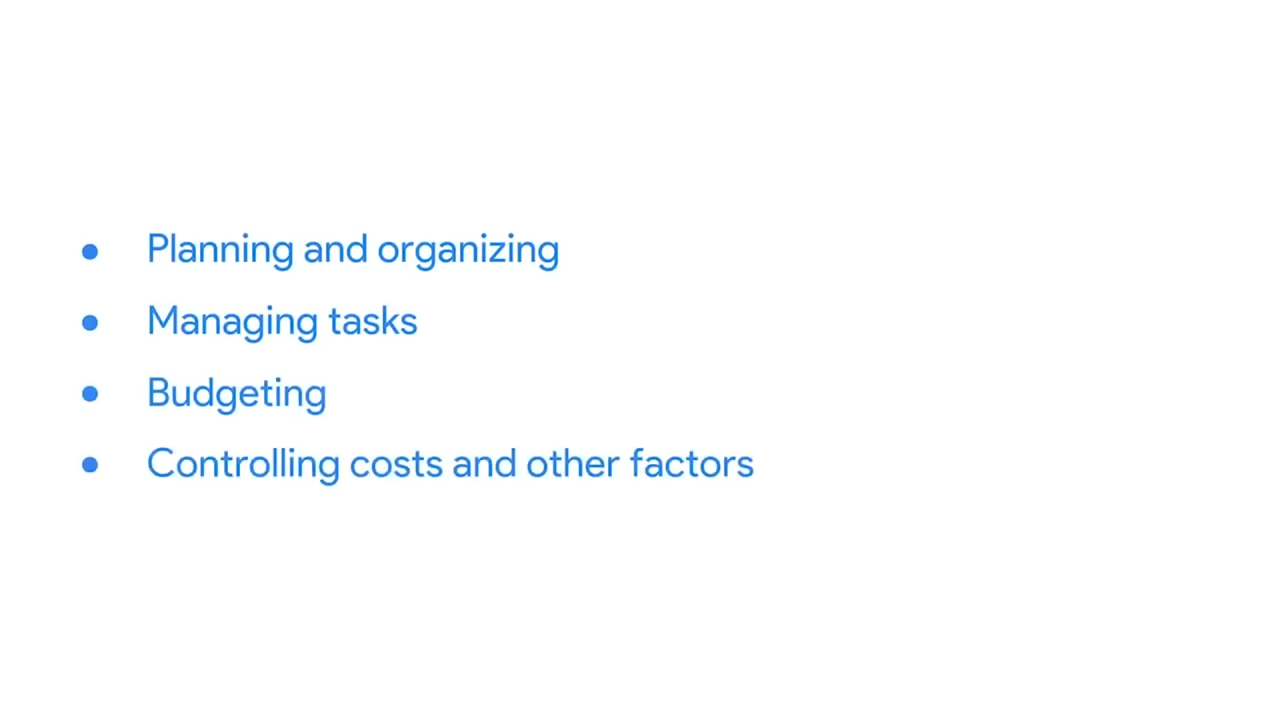 ● Planning and organizing
● Managing tasks
● Budgeting
● Controlling costs and other factors